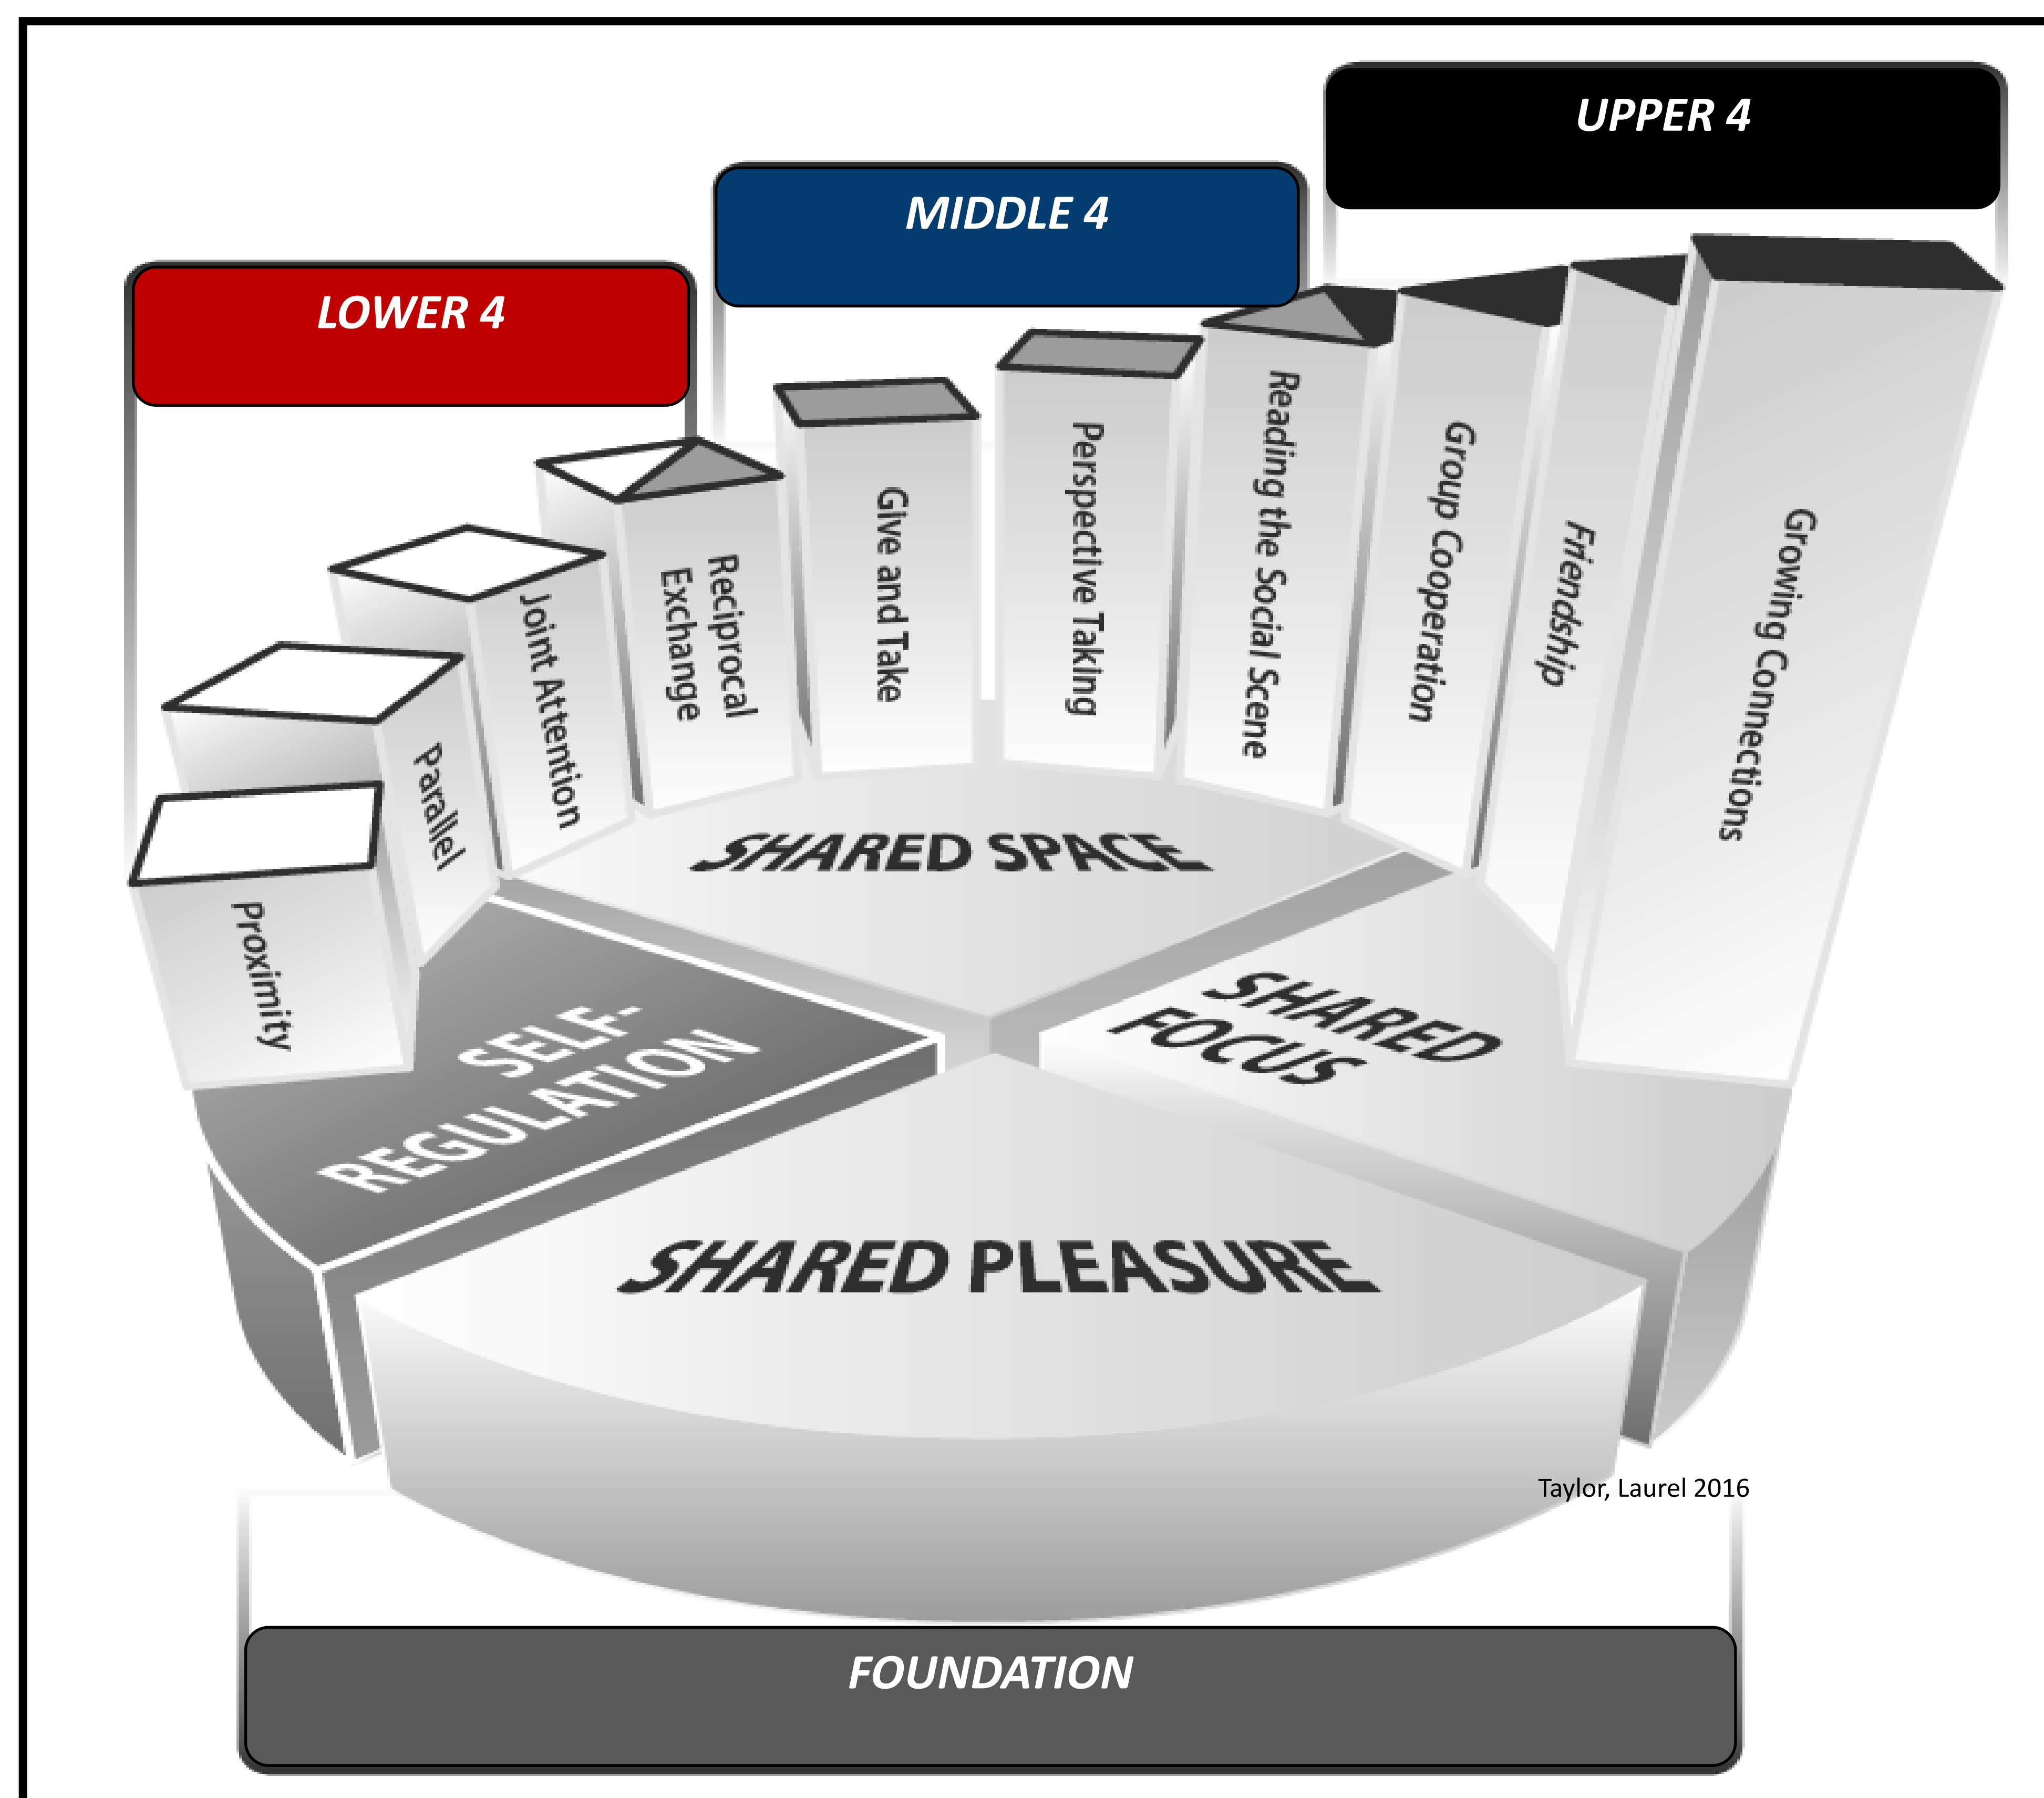 UPPER 4
MIDDLE 4
LOWER 4
Proximity
Parallel
Joint Attention
Reciprocal
Exchange
Give and Take
Perspective Taking
Reading the Social Scene
Group Cooperation
Friendship
Growing Connections
SHARED SPACE
SELF-
REGULATION
SHARED
FOCUS
SHARED PLEASURE
Taylor, Laurel 2016
FOUNDATION